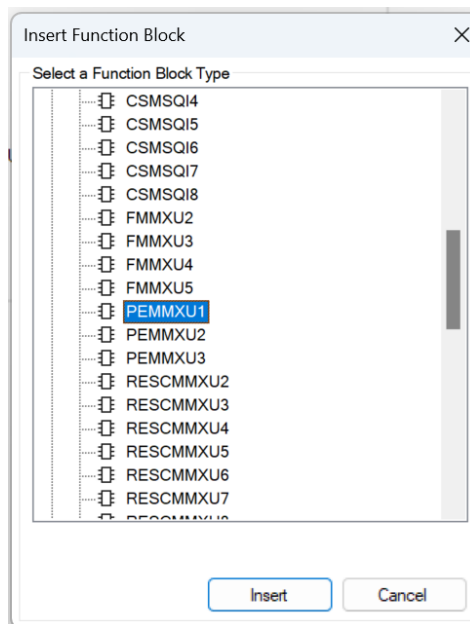 Insert Function Block
Select a Function Block Type
CSMSQI4
CSMSQI5
CSMSQI6
CSMSQI7
CSMSQI8
FMMXU2
FMMXU3
FMMXU4
FMMXU5
PEMMXU1
PEMMXU2
PEMMXU3
RESCMMXU2
RESCMMXU3
RESCMMXU4
RESCMMXU5
RESCMMXU6
RESCMMXU7
Insert
Cancel